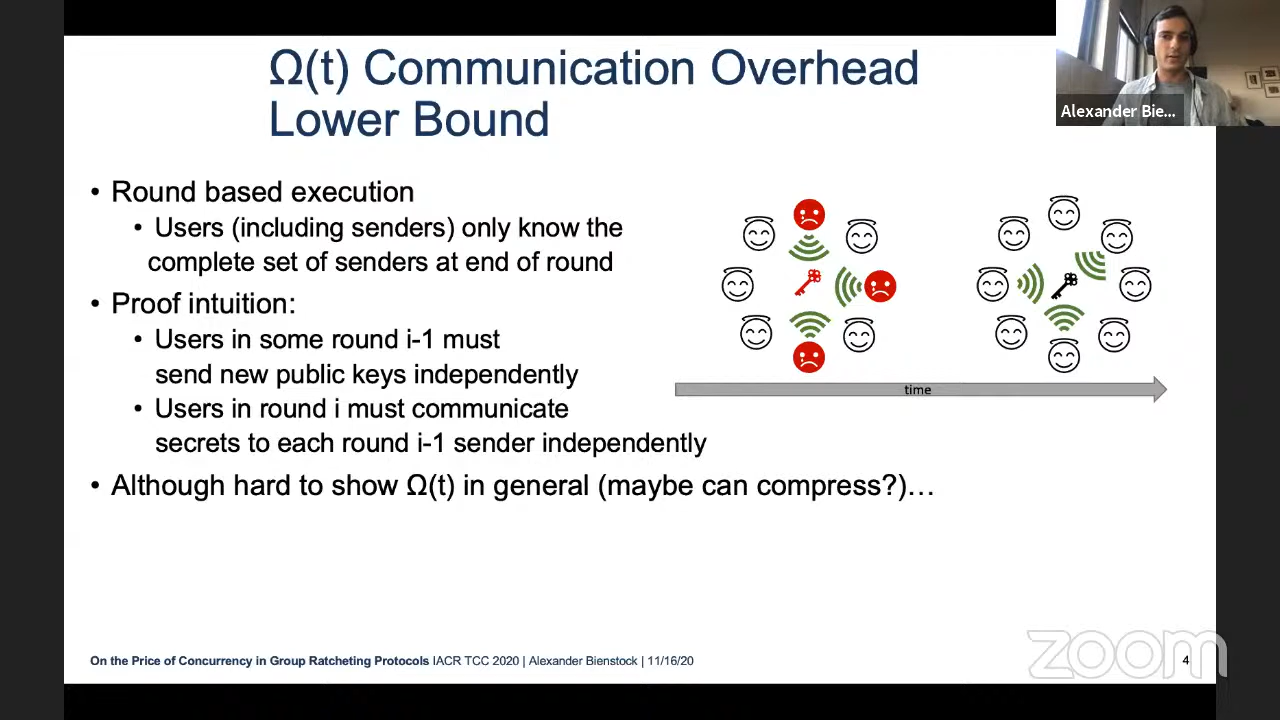 Ω(t) Communication Overhead
Lower Bound
Alexander Bie...
• Round based execution
• Users (including senders) only know the
complete set of senders at end of round
• Proof intuition:
• Users in some round i-1 must
send new public keys independently
• Users in round i must communicate
secrets to each round i-1 sender independently
• Although hard to show Ω(t) in general (maybe can compress?)…
time
On the Price of Concurrency in Group Ratcheting Protocols IACR TCC 2020 | Alexander Bienstock | 11/16/20
4
zoom